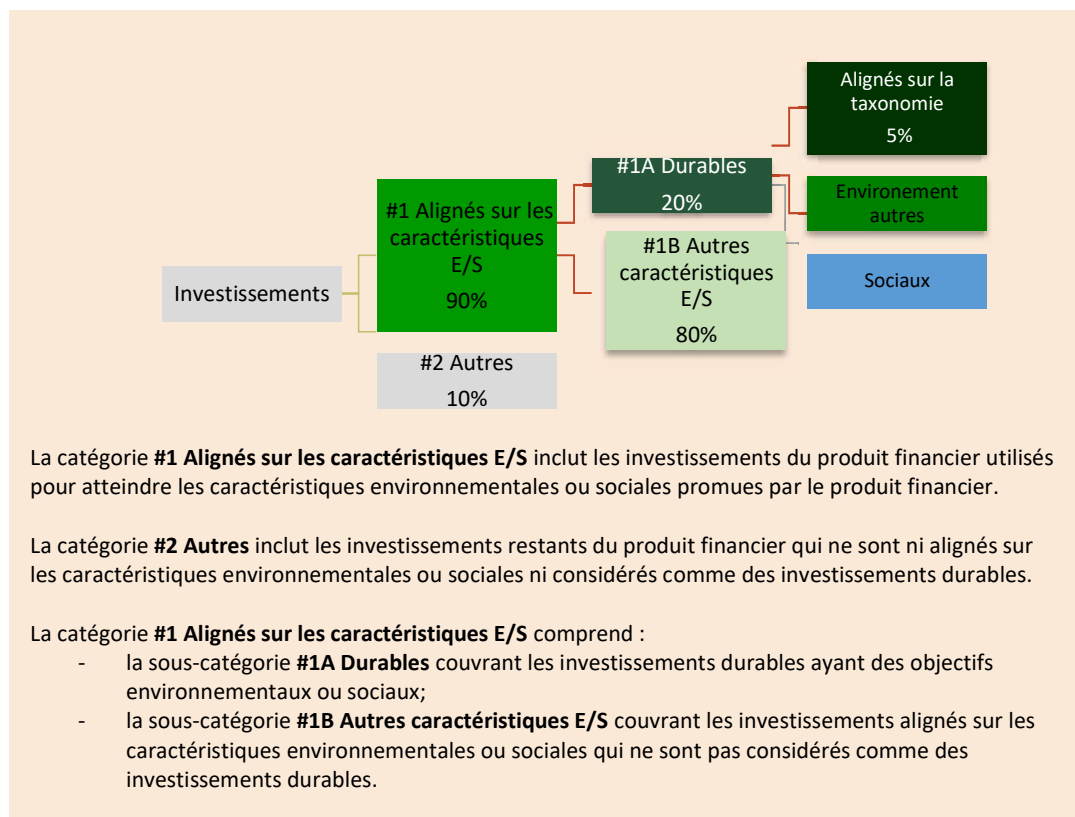 Alignés sur la
taxonomie
5%
#1A Durables
20%
Environement
autres
#1 Alignés sur les
caractéristiques
E/S
90%
#1B Autres
caractéristiques
E/S
80%
Sociaux
Investissements
#2 Autres
10%
La catégorie #1 Alignés sur les caractéristiques E/S inclut les investissements du produit financier utilisés
pour atteindre les caractéristiques environnementales ou sociales promues par le produit financier.
La catégorie #2 Autres inclut les investissements restants du produit financier qui ne sont ni alignés sur
les caractéristiques environnementales ou sociales ni considérés comme des investissements durables.
La catégorie #1 Alignés sur les caractéristiques E/S comprend :
- la sous-catégorie #1A Durables couvrant les investissements durables ayant des objectifs
environnementaux ou sociaux;
- la sous-catégorie #1B Autres caractéristiques E/S couvrant les investissements alignés sur les
caractéristiques environnementales ou sociales qui ne sont pas considérés comme des
investissements durables.